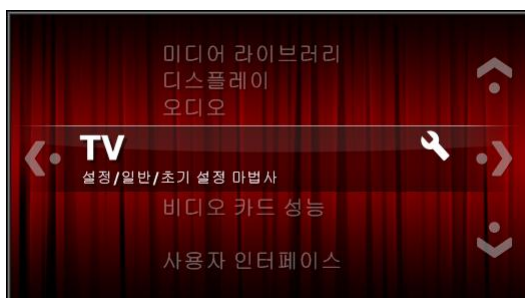 미디어 라이브러리
디스플레이
오디오
TV
설정/일반/초기 설정 마법사
비디오 카드 성능
사용자 인터페이스